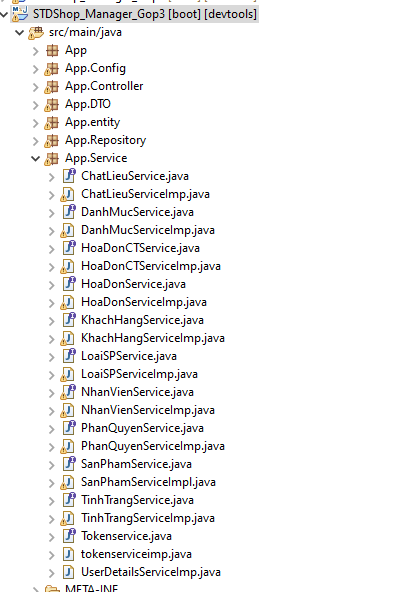 STDShop_Manager_Gop3 [boot] [devtools]
src/main/java
App
App.Config
App.Controller
App.DTO
App.entity
App.Repository
App.Service
ChatLieuService.java
ChatLieuServiceImp.java
DanhMucService.java
DanhMucServiceImp.java
HoaDonCTService.java
HoaDonCTServiceImp.java
HoaDonService.java
HoaDonServiceImp.java
KhachHangService.java
KhachHangServiceImp.java
LoaiSPService.java
LoaiSPServiceImp.java
NhanVienService.java
NhanVienServiceImp.java
PhanQuyenService.java
PhanQuyenServiceImp.java
SanPhamService.java
SanPhamServiceImpl.java
TinhTrangService.java
TinhTrangServiceImp.java
Tokenservice.java
tokenserviceimp.java
UserDetailsServiceImp.java
META-INF